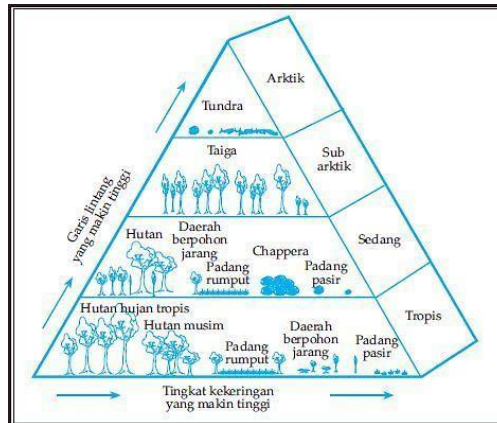 Arktik
Tundra
Taiga
Sub
arktik
Garis lintang
yang makin tinggi
Hutan
Daerah
berpohon
jarang
Padang
rumput
Chappera
Padang
pasir
Sedang
Hutan hujan tropis
Hutan musim
Padang
rumput
Daerah
berpohon
jarang
Padang
pasir
Tropis
Tingkat kekeringan
yang makin tinggi